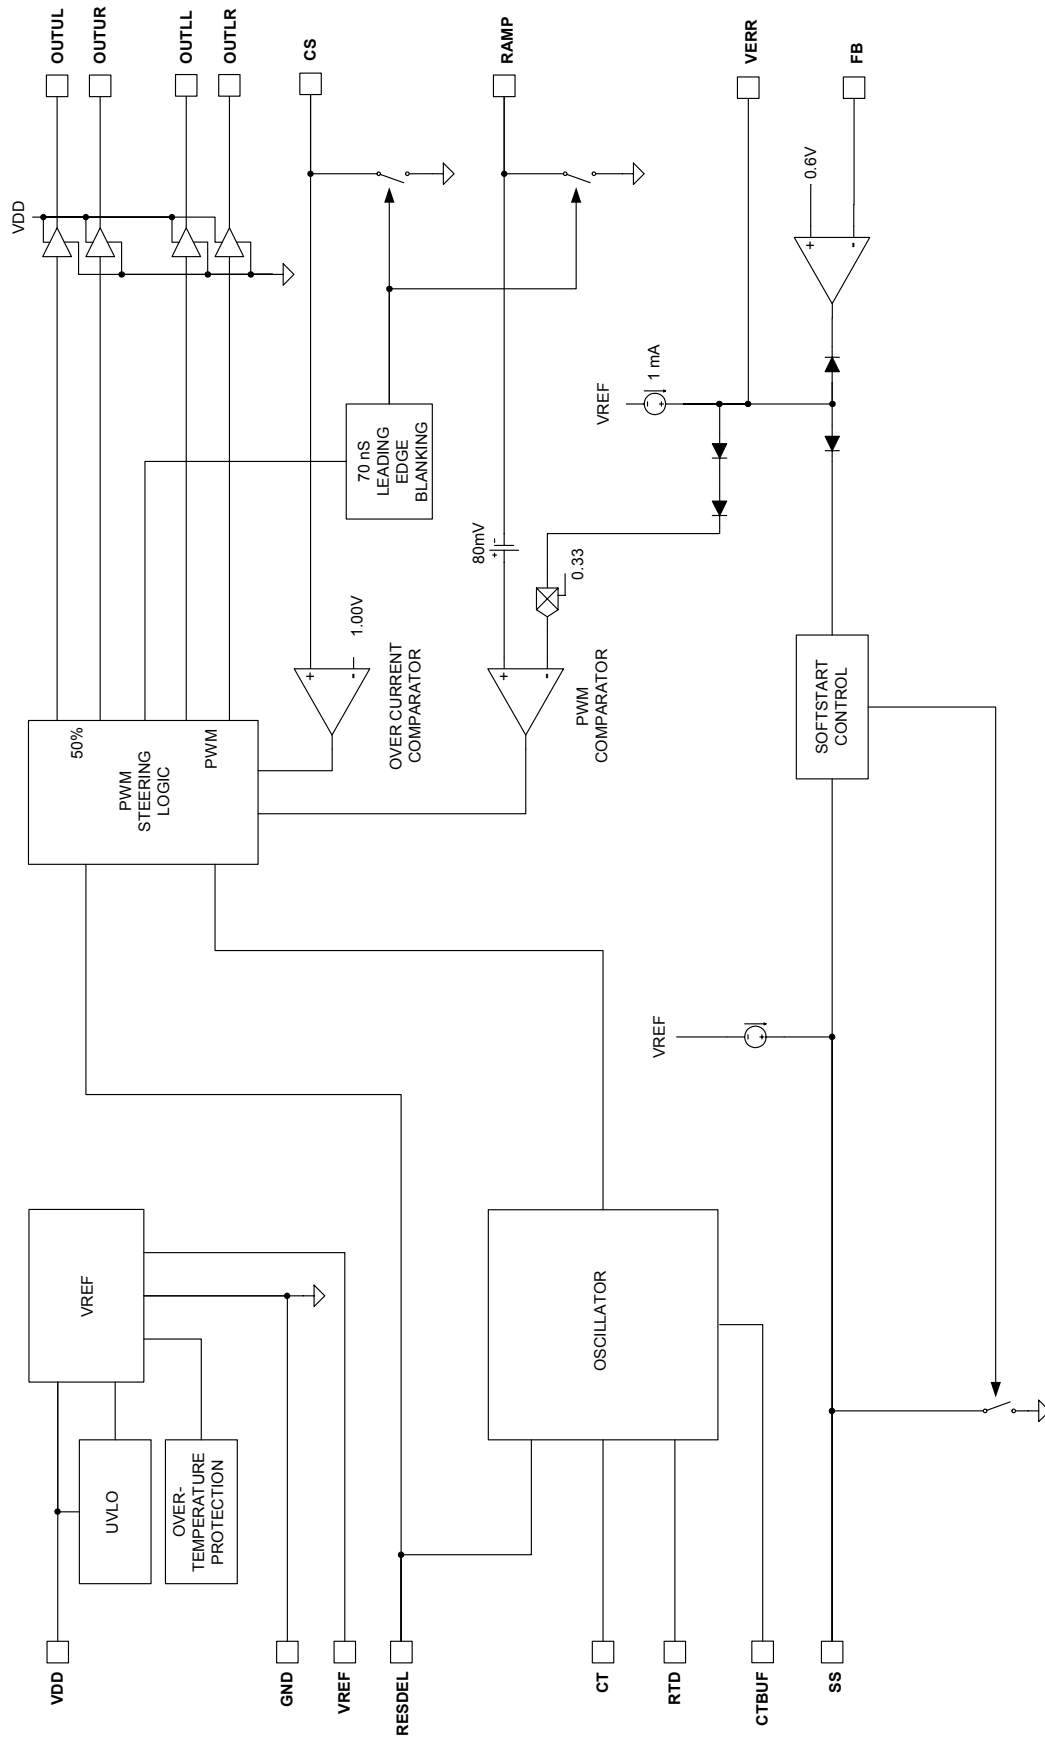 VDD
UVLO
OVER-
TEMPERATURE
PROTECTION
VREF
GND
VREF
RESDEL
CT
RTD
CTBUF
SS
OSCILLATOR
VREF
- +
PWM
STEERING
LOGIC
50%
PWM
VDD
OUTUL
OUTUR
OUTLL
OUTLR
CS
+
-
1.00V
OVER CURRENT
COMPARATOR
70 nS
LEADING
EDGE
BLANKING
RAMP
80mV
+ -
+
-
PWM
COMPARATOR
0.33
VREF
- +
1 mA
VERR
FB
0.6V
+
-
SOFTSTART
CONTROL